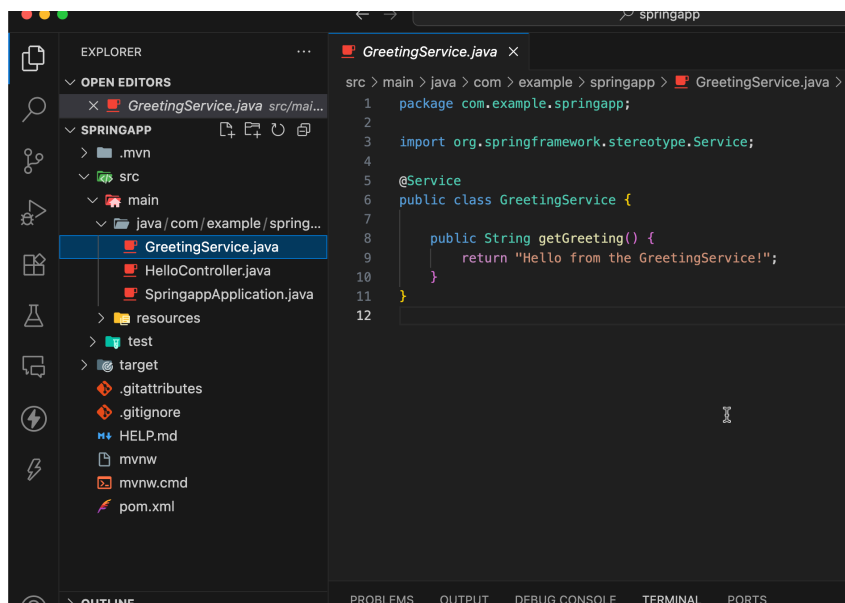 springapp
EXPLORER
OPEN EDITORS
GreetingService.java src/mai...
SPRINGAPP
.mvn
src
main
java/com/example/spring...
GreetingService.java
HelloController.java
SpringappApplication.java
resources
test
target
.gitattributes
.gitignore
HELP.md
mvnw
mvnw.cmd
pom.xml
OUTLINE
GreetingService.java
src > main > java > com > example > springapp > GreetingService.java >
1 package com.example.springapp;
2
3 import org.springframework.stereotype.Service;
4
5 @Service
6 public class GreetingService {
7
8 public String getGreeting() {
9 return "Hello from the GreetingService!";
10 }
11 }
12
PROBLEMS OUTPUT DEBUG CONSOLE TERMINAL PORTS